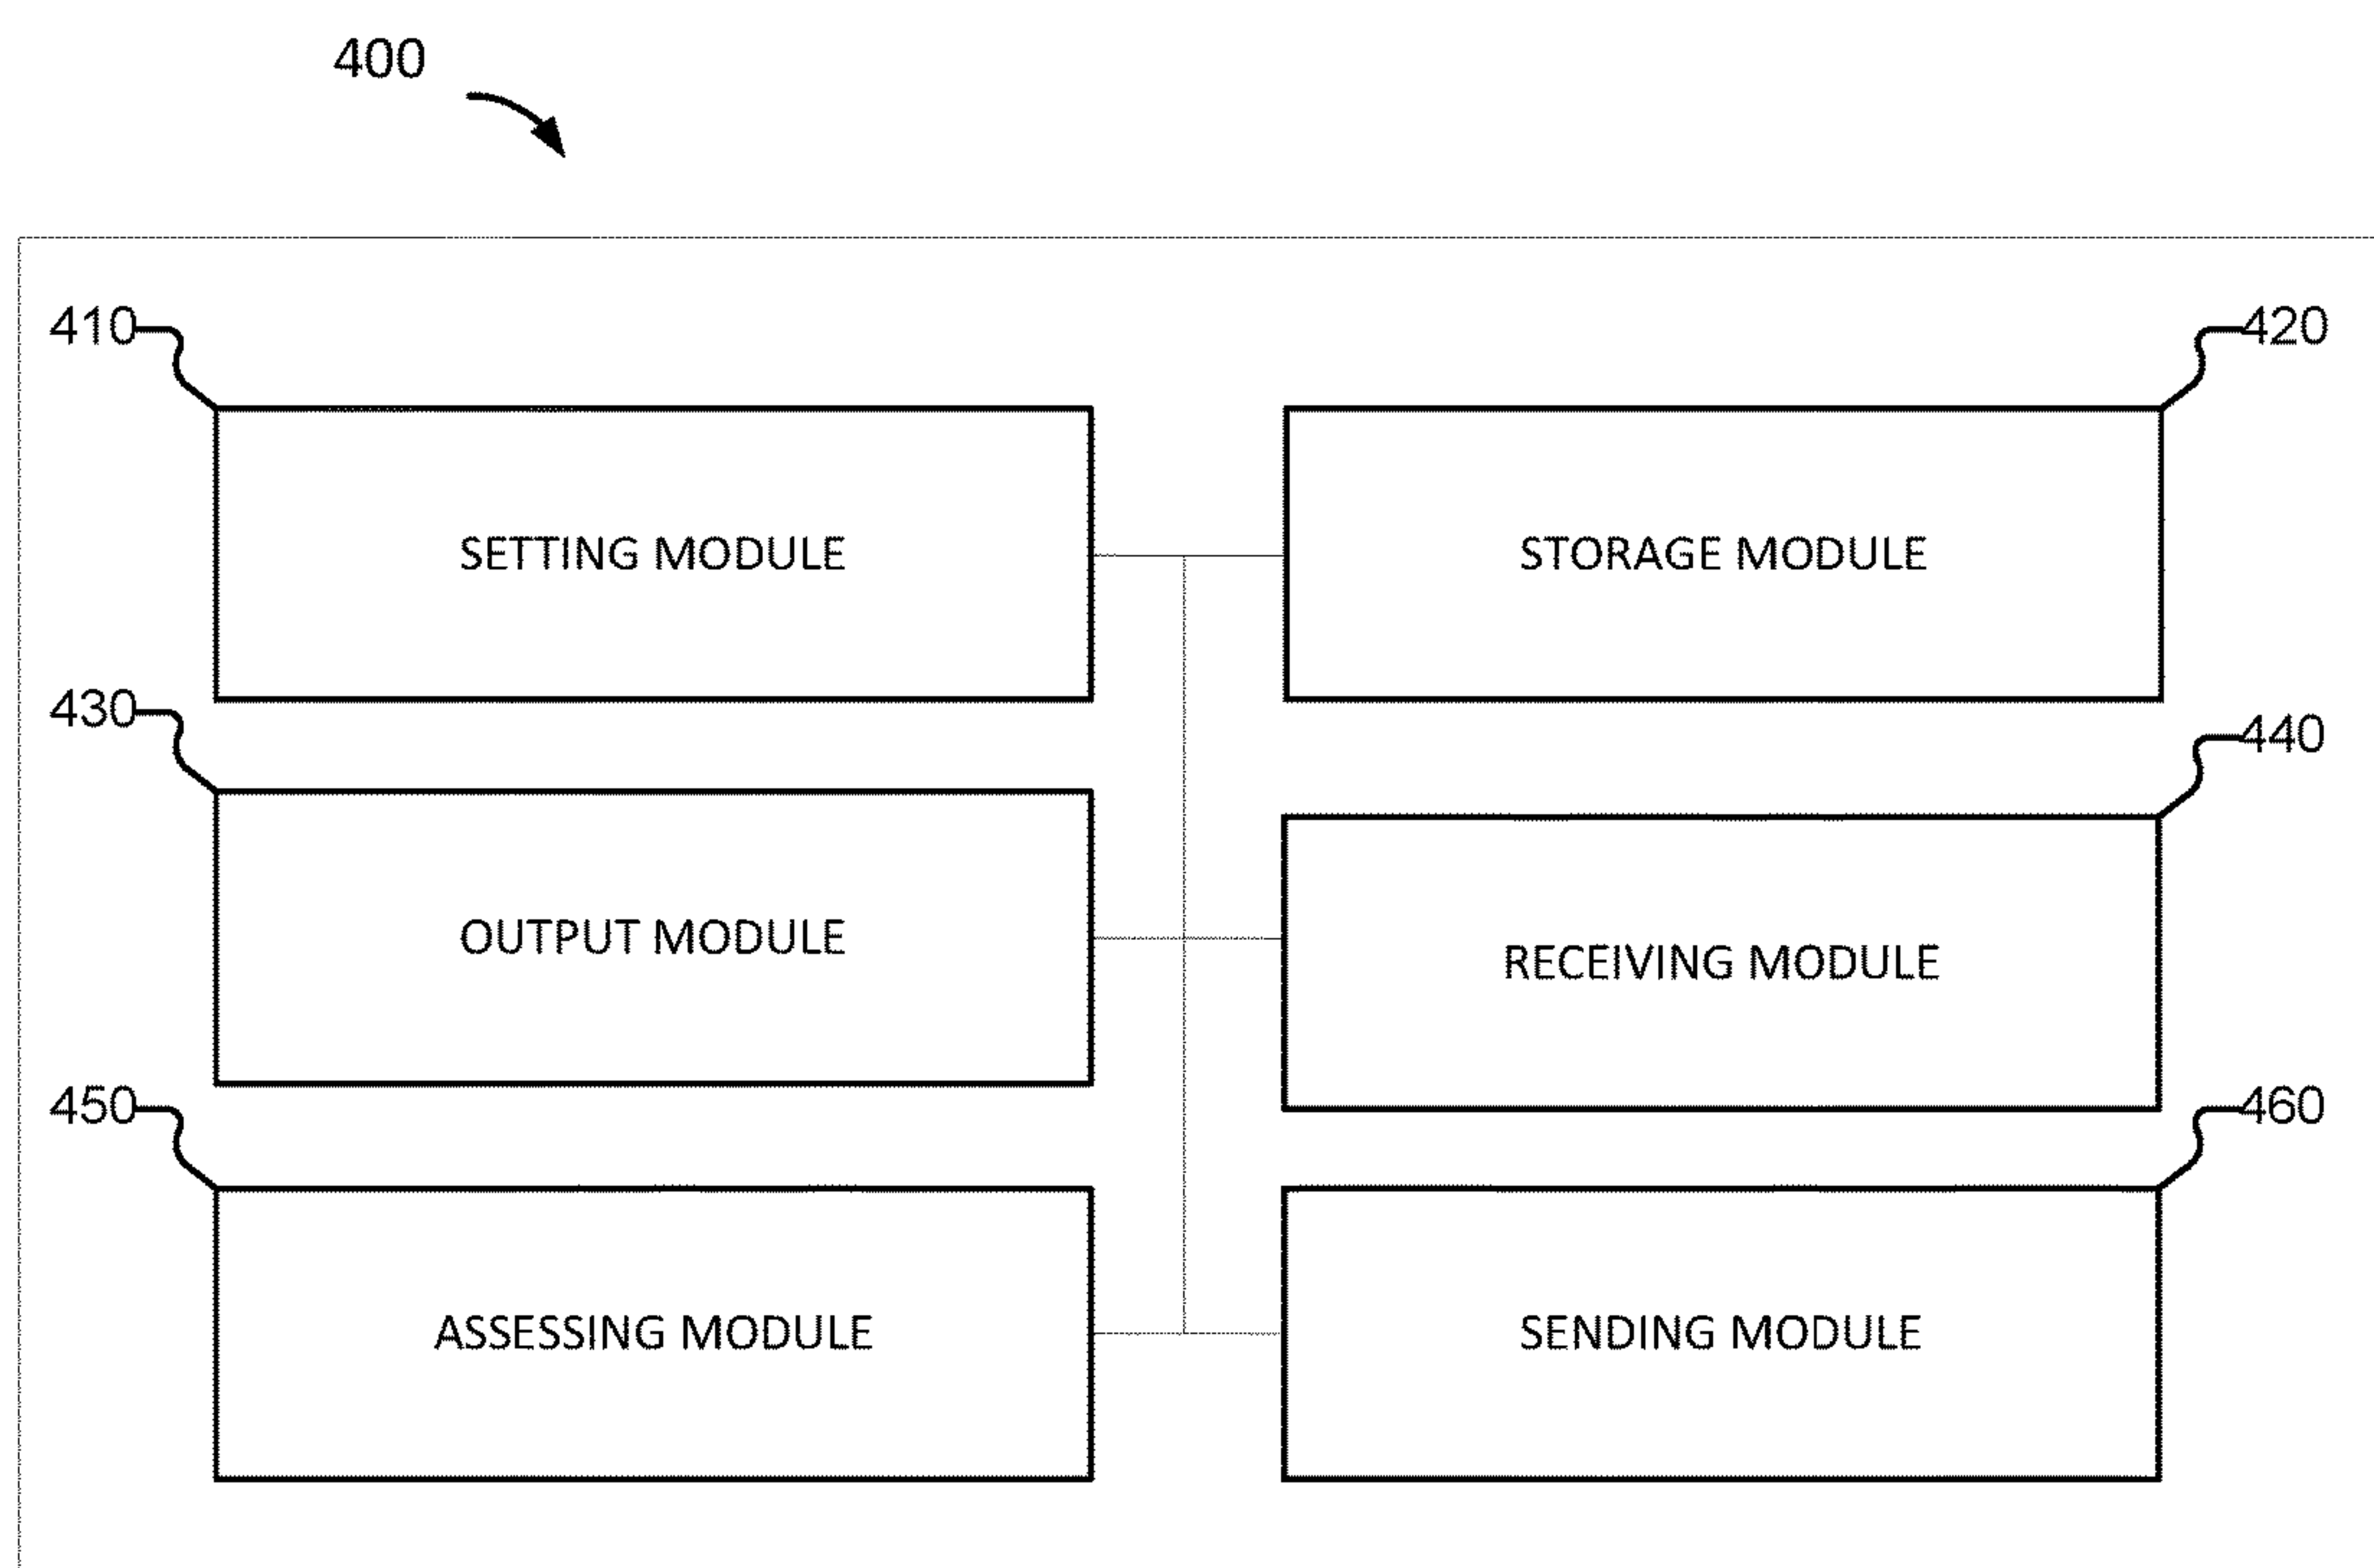 400
410
420
SETTING MODULE
STORAGE MODULE
430
440
OUTPUT MODULE
RECEIVING MODULE
450
460
ASSESSING MODULE
SENDING MODULE